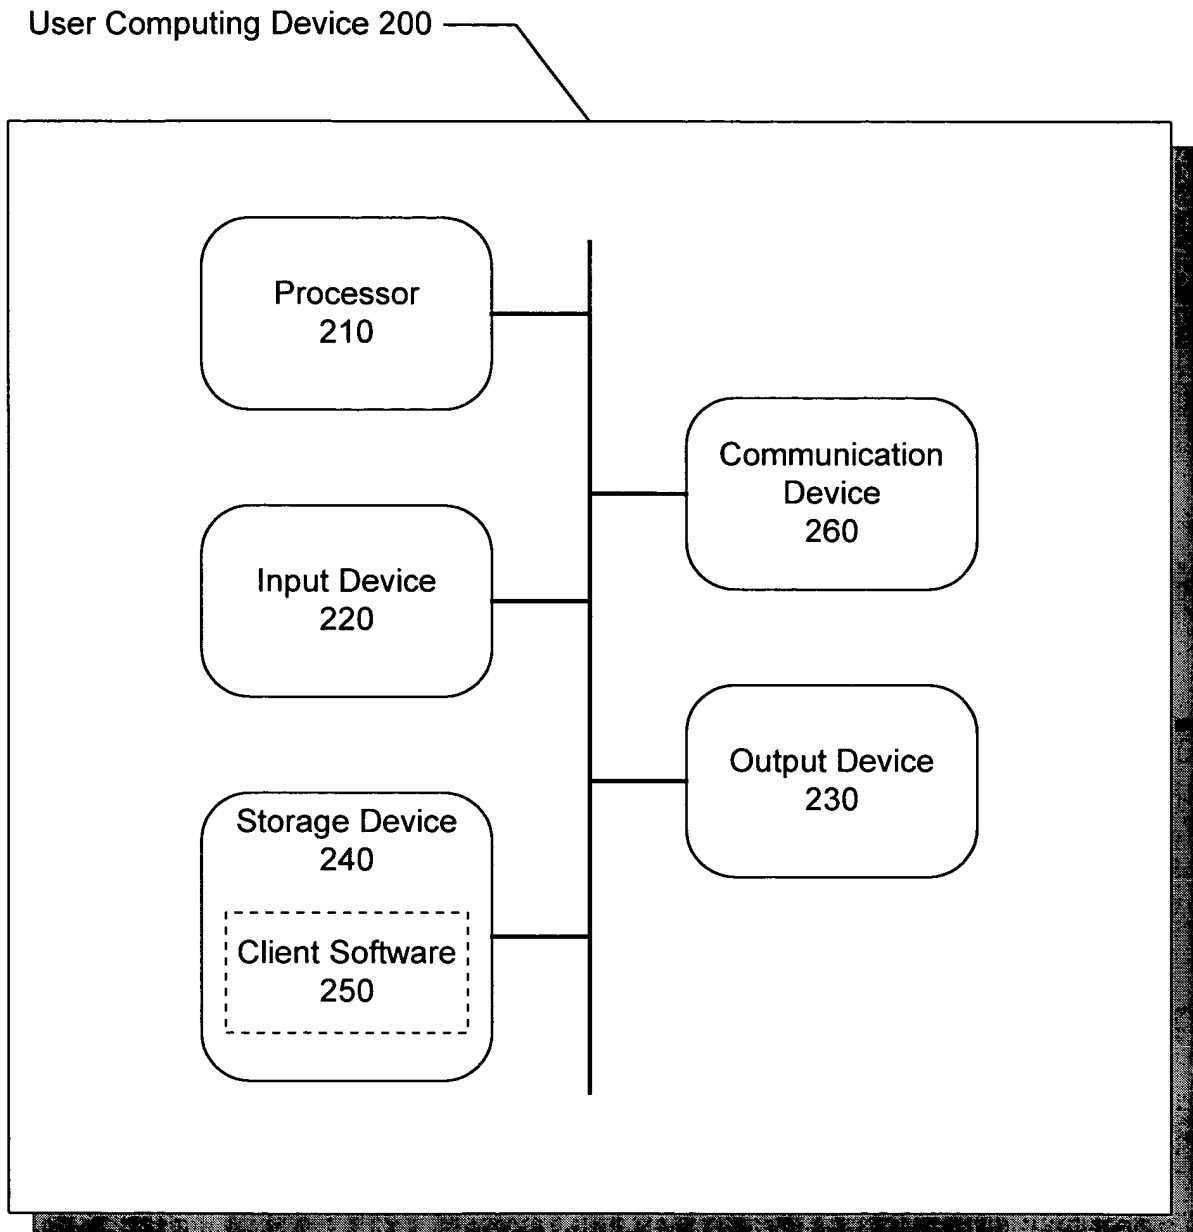 User Computing Device 200
Processor
210
Communication
Device
260
Input Device
220
Output Device
230
Storage Device
240
Client Software
250